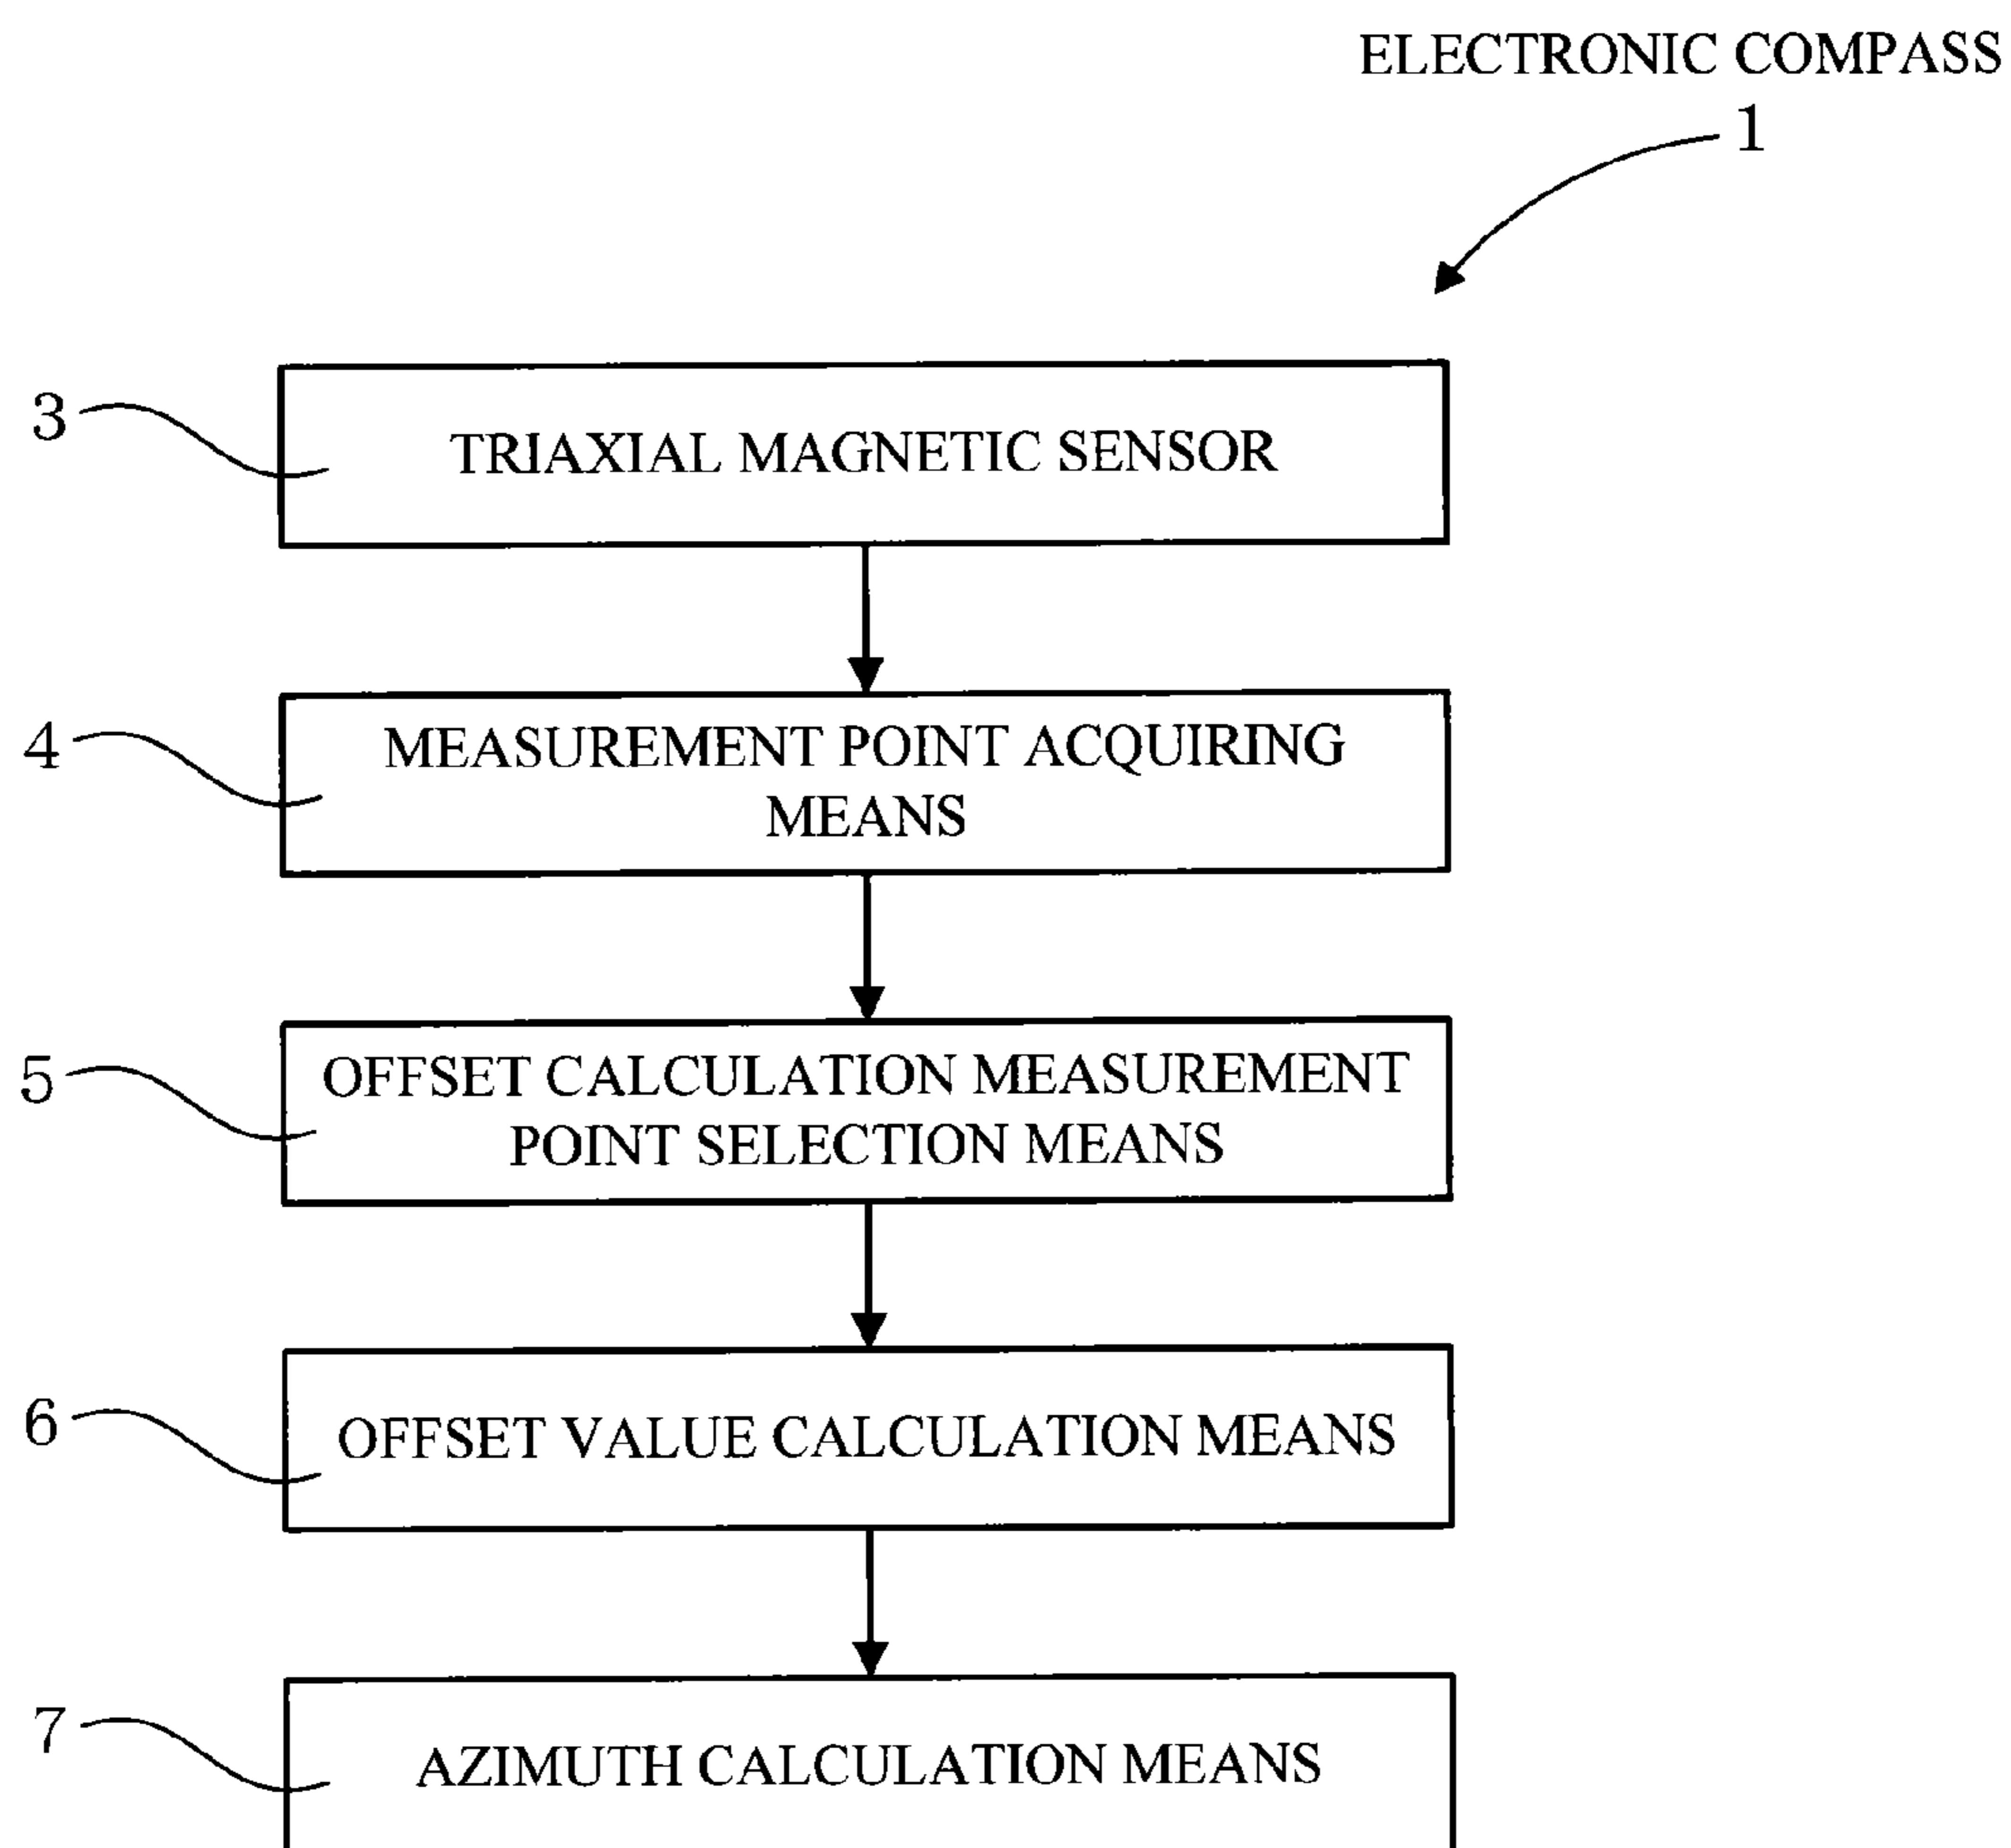 ELECTRONIC COMPASS
1
3
TRIAXIAL MAGNETIC SENSOR
4
MEASUREMENT POINT ACQUIRING
MEANS
5
OFFSET CALCULATION MEASUREMENT
POINT SELECTION MEANS
6
OFFSET VALUE CALCULATION MEANS
7
AZIMUTH CALCULATION MEANS